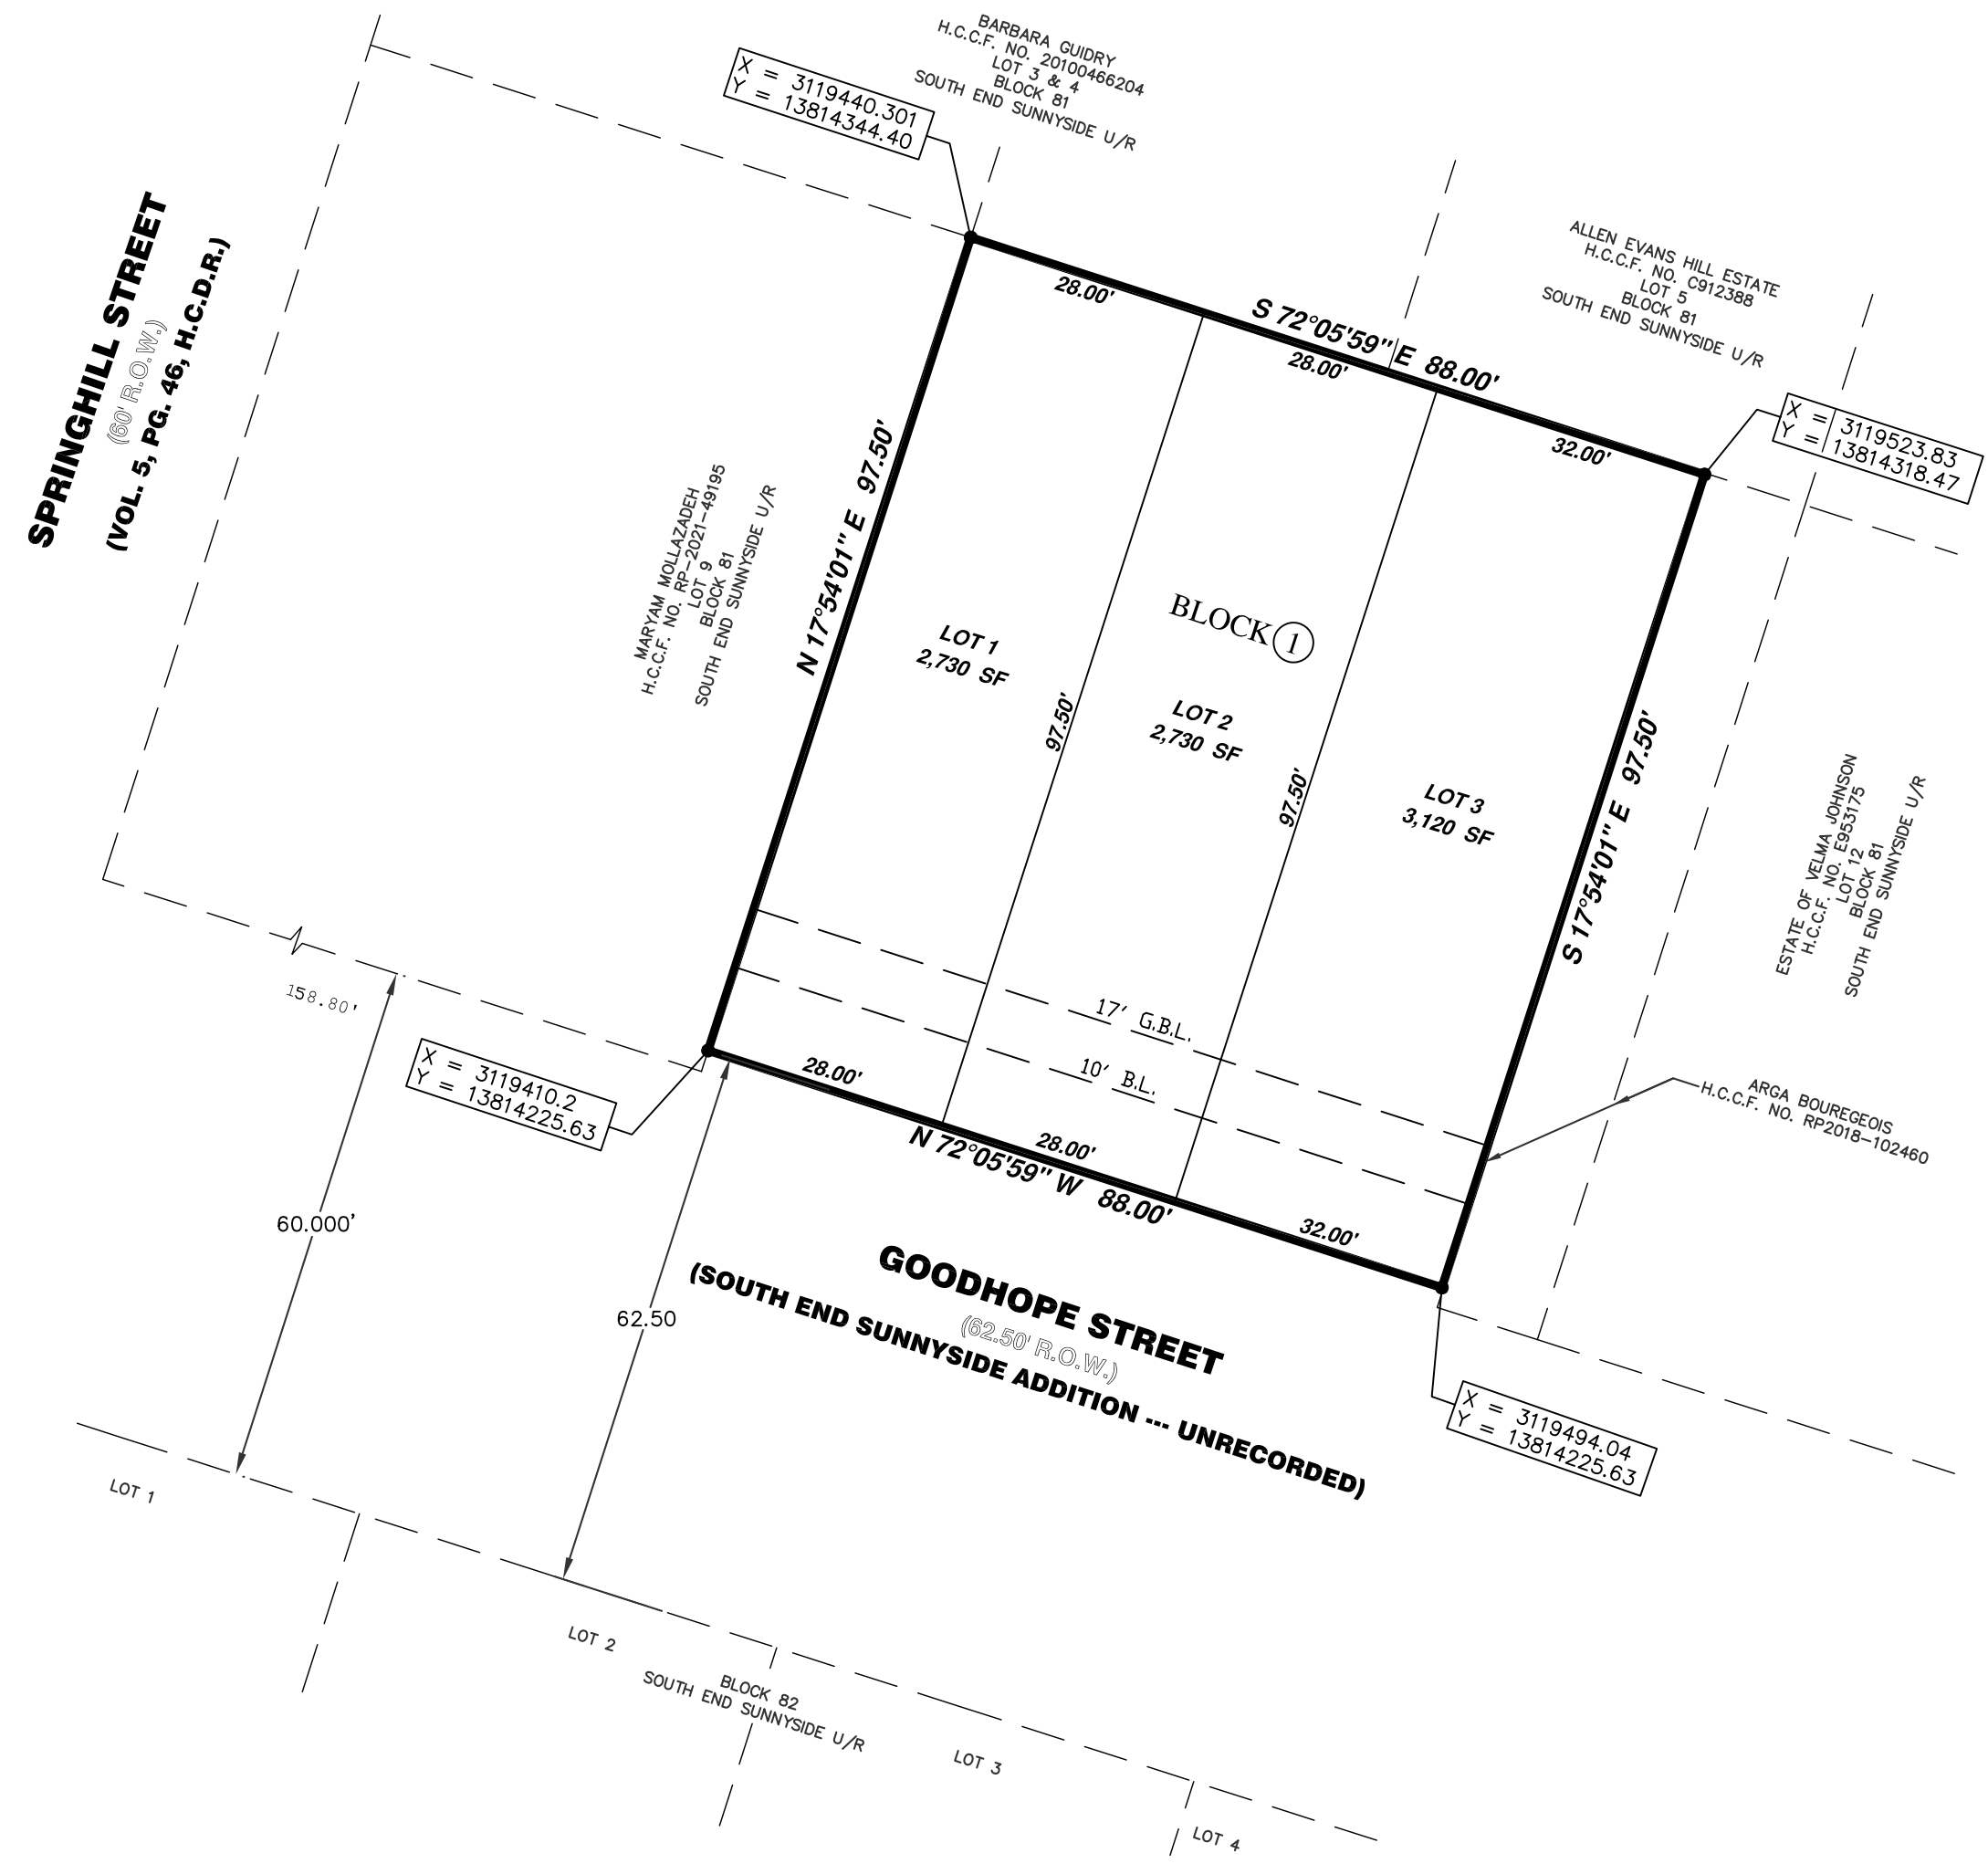 BARBARA GUIDRY
H.C.C.F. NO. 20100466204
LOT 3 & 4
BLOCK 81
SOUTH END SUNNYSIDE U/R
X = 3119440.301
Y = 13814344.40
SPRINGHILL STREET
(60' R.O.W.)
(VOL. 5, PG. 46, H.C.D.R.)
ALLEN EVANS HILL ESTATE
H.C.C.F. NO. C912388
LOT 5
BLOCK 81
SOUTH END SUNNYSIDE U/R
28.00'
S 72°05'59" E 88.00'
28.00'
32.00'
X = 3119523.83
Y = 13814318.47
MARYAM MOLLAZADEH
H.C.C.F. NO. RP-2021-49195
LOT 9
BLOCK 81
SOUTH END SUNNYSIDE U/R
N 17°54'01" E 97.50'
BLOCK 1
LOT 1
2,730 SF
97.50'
LOT 2
2,730 SF
97.50'
LOT 3
3,120 SF
S 17°54'01" E 97.50'
ESTATE OF VELMA JOHNSON
H.C.C.F. NO. E953175
LOT 12
BLOCK 81
SOUTH END SUNNYSIDE U/R
17' G.B.L.
10' B.L.
158.80'
X = 3119410.2
Y = 13814225.63
28.00'
28.00'
N 72°05'59" W 88.00'
32.00'
ARGA BOUREGEOIS
H.C.C.F. NO. RP2018-102460
60.000'
62.50
GOODHOPE STREET
(62.50' R.O.W.)
(SOUTH END SUNNYSIDE ADDITION --- UNRECORDED)
X = 3119494.04
Y = 13814225.63
LOT 1
LOT 2
BLOCK 82
SOUTH END SUNNYSIDE U/R
LOT 3
LOT 4